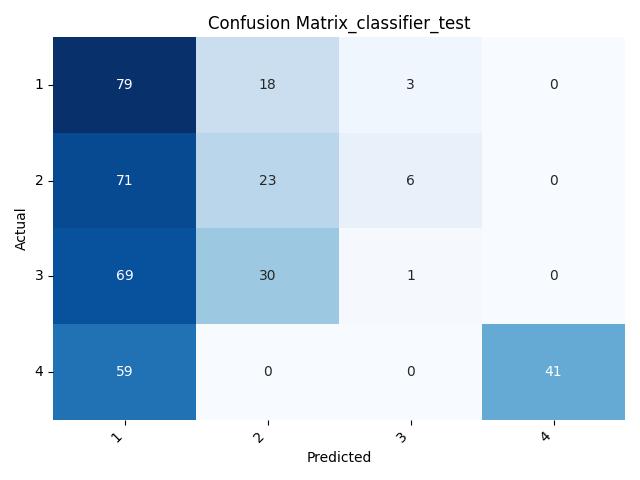 Confusion Matrix_classifier_test
1 79 18 3 0
2 71 23 6 0
Actual
3 69 30 1 0
4 59 0 0 41
1 2 3 4
Predicted